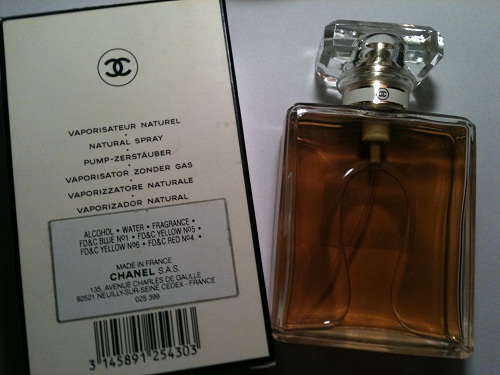 VAPORISATEUR NATUREL
•
NATURAL SPRAY
•
PUMP-ZERSTÄUBER
•
VAPORISATOR ZONDER GAS
•
VAPORIZZATORE NATURALE
•
VAPORIZADOR NATURAL
ALCOHOL • WATER • FRAGRANCE •
FD&C BLUE Nº1 • FD&C YELLOW Nº5 •
FD&C YELLOW Nº6 • FD&C RED Nº4 •
MADE IN FRANCE
CHANEL S.A.S.
135, AVENUE CHARLES DE GAULLE
92521 NEUILLY-SUR-SEINE CEDEX - FRANCE
025 399
3 145891 254303